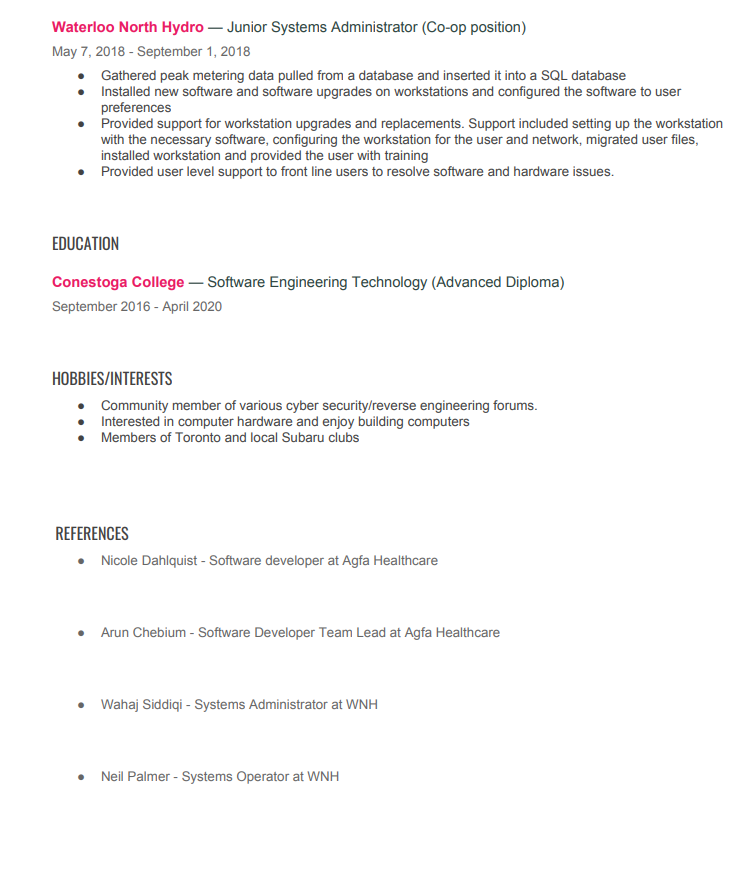 Waterloo North Hydro — Junior Systems Administrator (Co-op position)
May 7, 2018 - September 1, 2018
● Gathered peak metering data pulled from a database and inserted it into a SQL database
● Installed new software and software upgrades on workstations and configured the software to user
preferences
● Provided support for workstation upgrades and replacements. Support included setting up the workstation
with the necessary software, configuring the workstation for the user and network, migrated user files,
installed workstation and provided the user with training
● Provided user level support to front line users to resolve software and hardware issues.
EDUCATION
Conestoga College — Software Engineering Technology (Advanced Diploma)
September 2016 - April 2020
HOBBIES/INTERESTS
● Community member of various cyber security/reverse engineering forums.
● Interested in computer hardware and enjoy building computers
● Members of Toronto and local Subaru clubs
REFERENCES
● Nicole Dahlquist - Software developer at Agfa Healthcare
● Arun Chebium - Software Developer Team Lead at Agfa Healthcare
● Wahaj Siddiqi - Systems Administrator at WNH
● Neil Palmer - Systems Operator at WNH